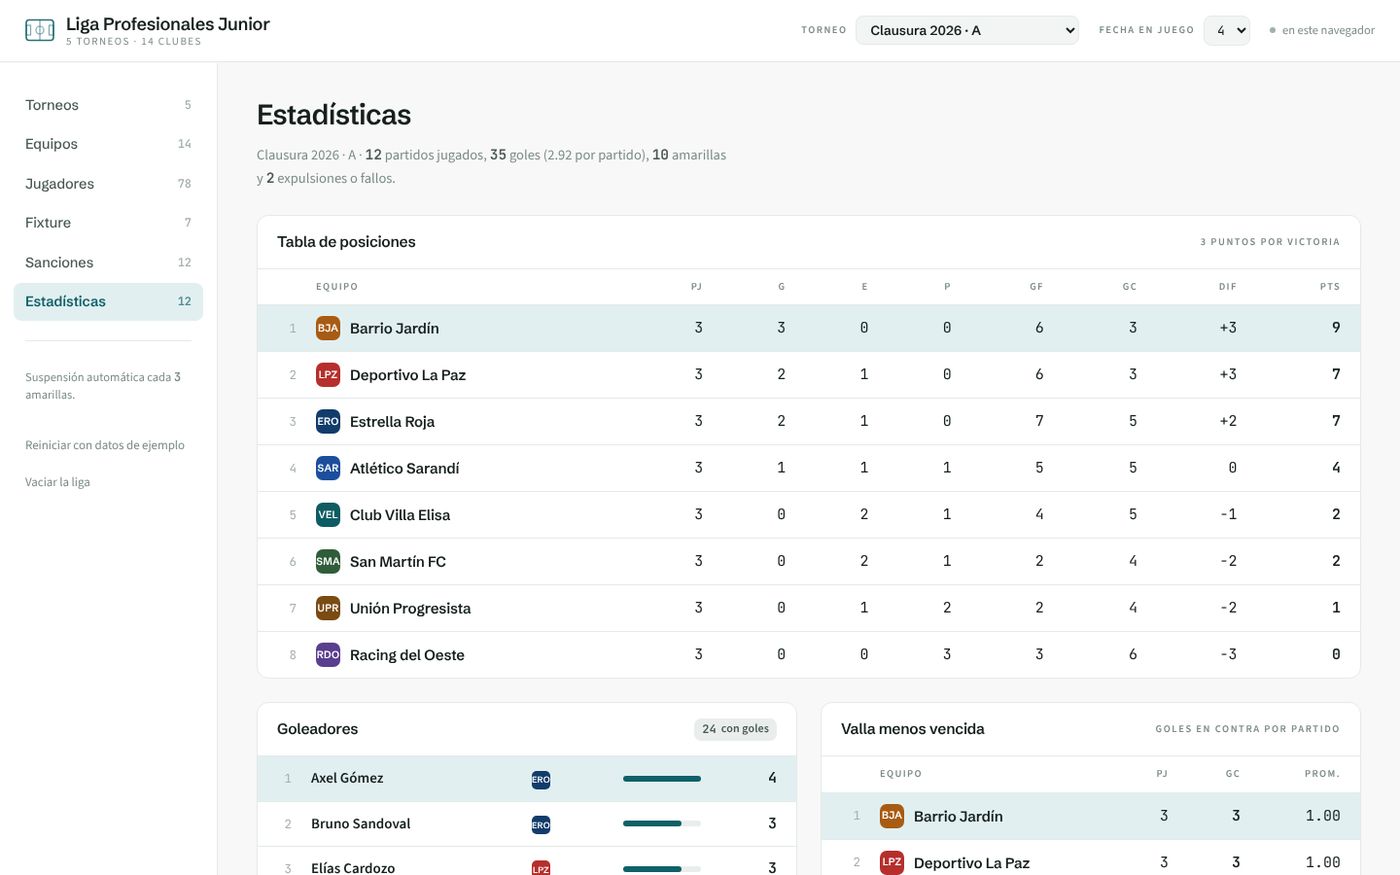 Liga Profesionales Junior
5 TORNEOS · 14 CLUBES
TORNEO Clausura 2026 · A FECHA EN JUEGO 4 en este navegador
Torneos 5
Equipos 14
Jugadores 78
Fixture 7
Sanciones 12
Estadísticas 12
Suspensión automática cada 3
amarillas.
Reiniciar con datos de ejemplo
Vaciar la liga
Estadísticas
Clausura 2026 · A · 12 partidos jugados, 35 goles (2.92 por partido), 10 amarillas
y 2 expulsiones o fallos.
Tabla de posiciones 3 PUNTOS POR VICTORIA
EQUIPO PJ G E P GF GC DIF PTS
1 BJA Barrio Jardín 3 3 0 0 6 3 +3 9
2 LPZ Deportivo La Paz 3 2 1 0 6 3 +3 7
3 ERO Estrella Roja 3 2 1 0 7 5 +2 7
4 SAR Atlético Sarandí 3 1 1 1 5 5 0 4
5 VEL Club Villa Elisa 3 0 2 1 4 5 -1 2
6 SMA San Martín FC 3 0 2 1 2 4 -2 2
7 UPR Unión Progresista 3 0 1 2 2 4 -2 1
8 RDO Racing del Oeste 3 0 0 3 3 6 -3 0
Goleadores 24 con goles
1 Axel Gómez ERO 4
2 Bruno Sandoval ERO 3
3 Elías Cardozo LPZ 3
Valla menos vencida GOLES EN CONTRA POR PARTIDO
EQUIPO PJ GC PROM.
1 BJA Barrio Jardín 3 3 1.00
2 LPZ Deportivo La Paz 3 3 1.00